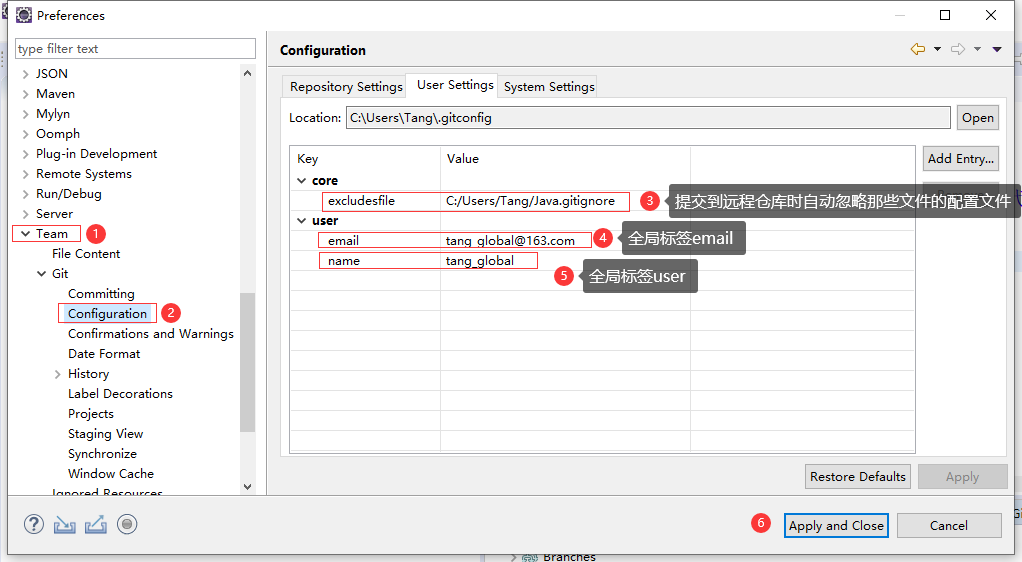 Preferences
type filter text
JSON
Maven
Mylyn
Oomph
Plug-in Development
Remote Systems
Run/Debug
Server
Team
1
File Content
Git
Committing
Configuration
2
Confirmations and Warnings
Date Format
History
Label Decorations
Projects
Staging View
Synchronize
Window Cache
Ignored Resources
Configuration
Repository Settings
User Settings
System Settings
Location:
C:\Users\Tang\.gitconfig
Open
Key
Value
Add Entry...
core
excludesfile
C:/Users/Tang/Java.gitignore
3
提交到远程仓库时自动忽略那些文件的配置文件
user
email
tang_global@163.com
4
全局标签email
name
tang_global
5
全局标签user
Restore Defaults
Apply
6
Apply and Close
Cancel
Branches